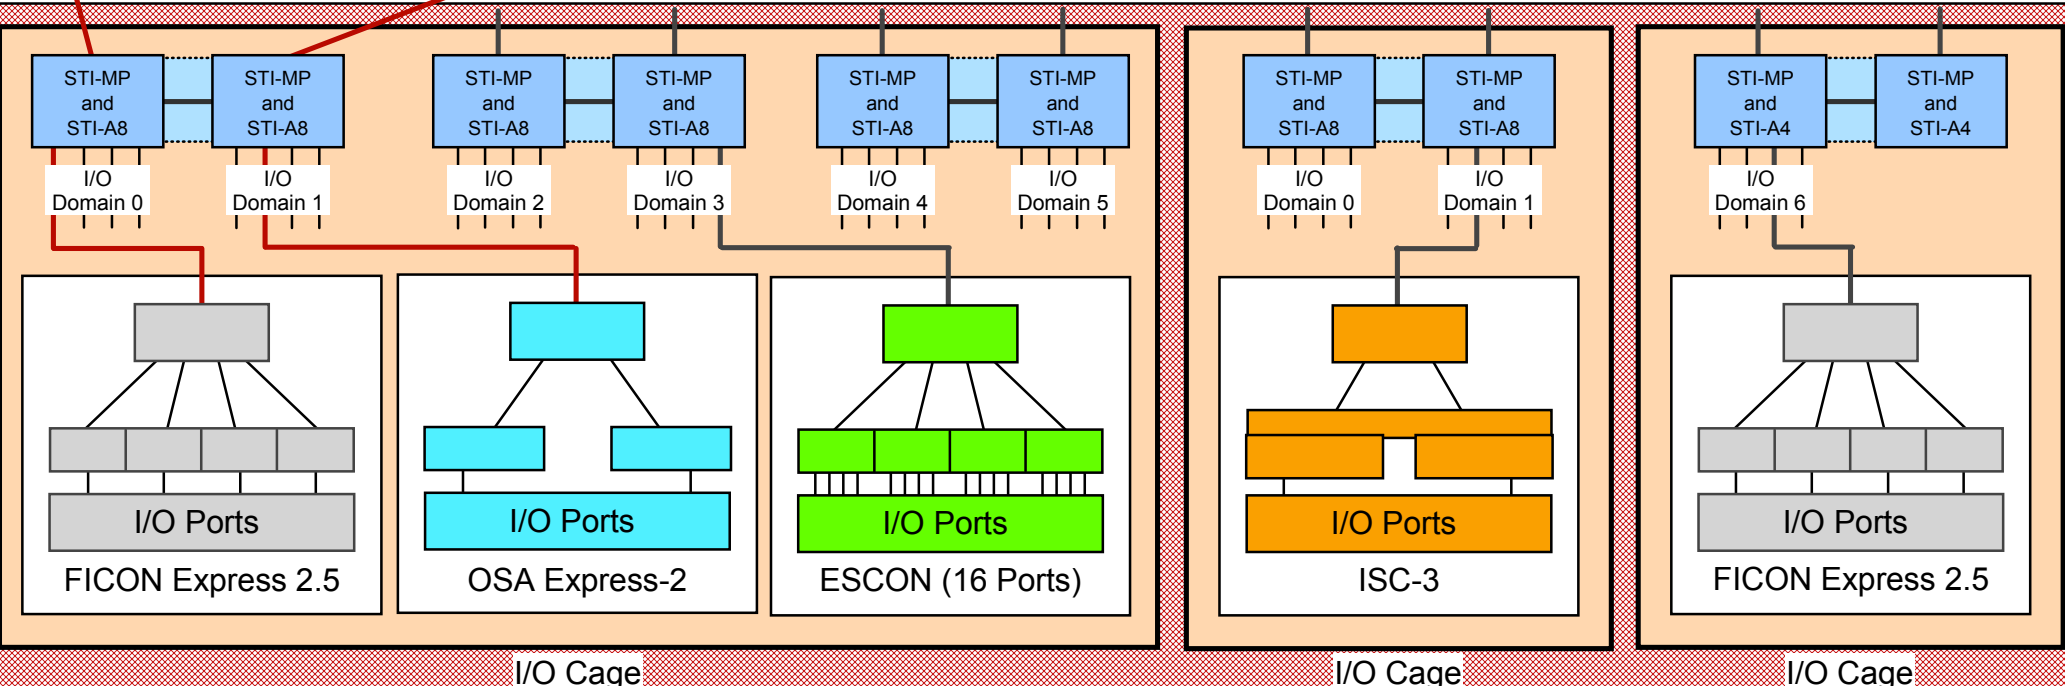 STI-MP
and
STI-A8
STI-MP
and
STI-A8
STI-MP
and
STI-A8
STI-MP
and
STI-A8
STI-MP
and
STI-A8
STI-MP
and
STI-A8
STI-MP
and
STI-A8
STI-MP
and
STI-A8
STI-MP
and
STI-A4
STI-MP
and
STI-A4
I/O
Domain 0
I/O
Domain 1
I/O
Domain 2
I/O
Domain 3
I/O
Domain 4
I/O
Domain 5
I/O
Domain 0
I/O
Domain 1
I/O
Domain 6
I/O Ports
FICON Express 2.5
I/O Ports
OSA Express-2
I/O Ports
ESCON (16 Ports)
I/O Ports
ISC-3
I/O Ports
FICON Express 2.5
I/O Cage
I/O Cage
I/O Cage